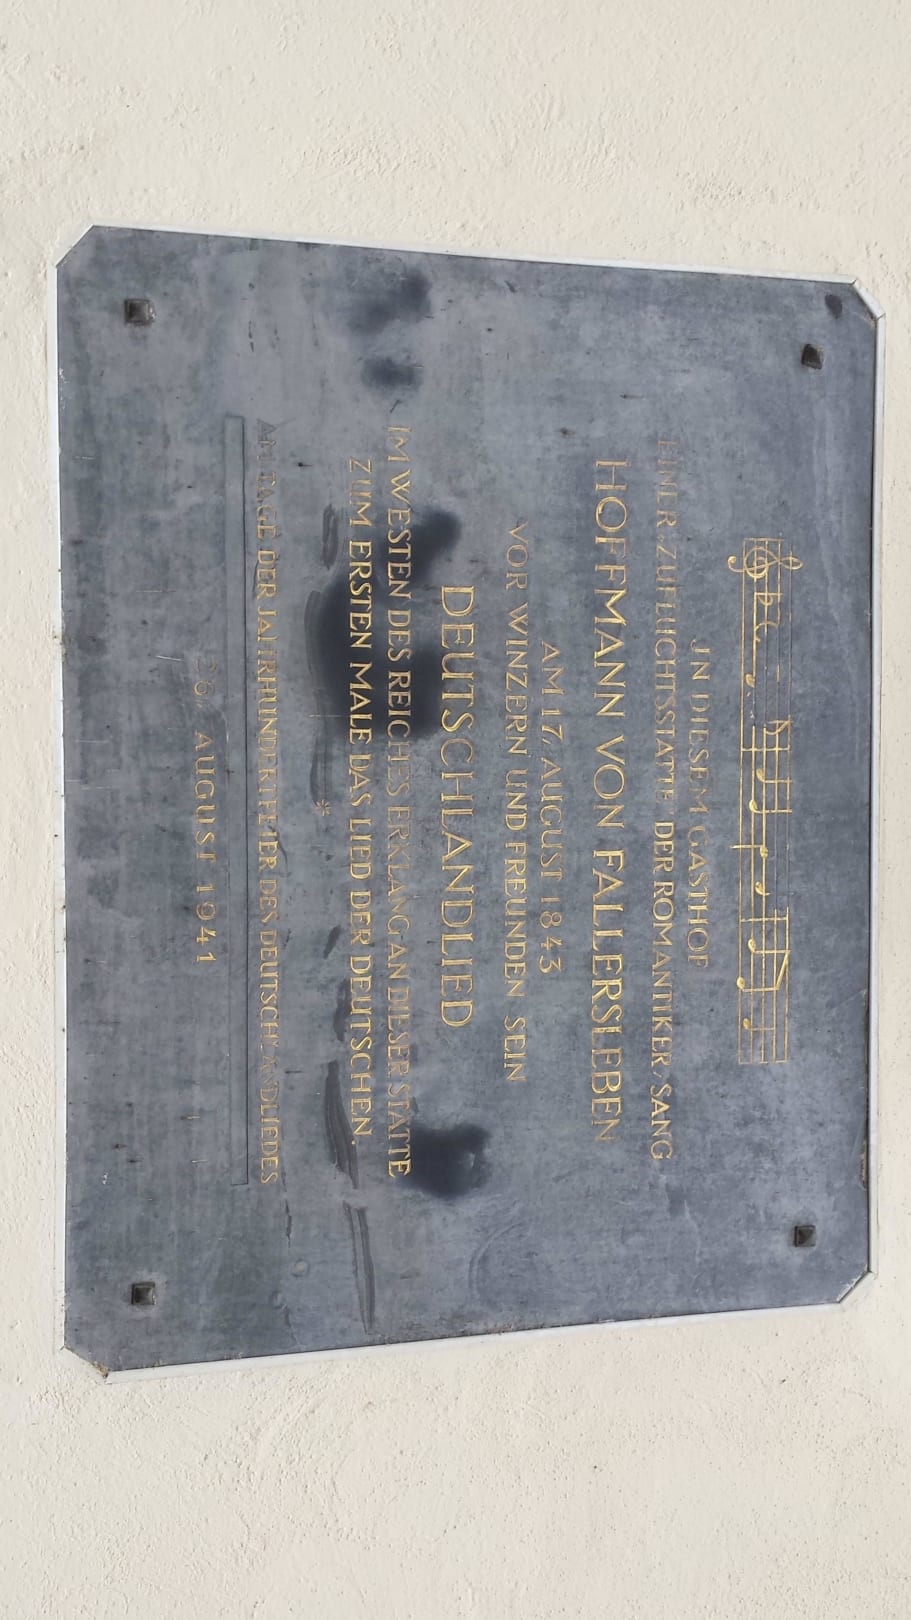 JN DIESEM GASTHOF
EINER ZUFLUCHTSSTÄTTE DER ROMANTIKER, SANG
HOFFMANN VON FALLERSLEBEN
AM 17. AUGUST 1843
VOR WINZERN UND FREUNDEN SEIN
DEUTSCHLANDLIED
IM WESTEN DES REICHES ERKLANG AN DIESER STÄTTE
ZUM ERSTEN MALE DAS LIED DER DEUTSCHEN.
*
AM TAGE DER JAHRHUNDERTFEIER DES DEUTSCHLANDLIEDES
26. AUGUST 1941